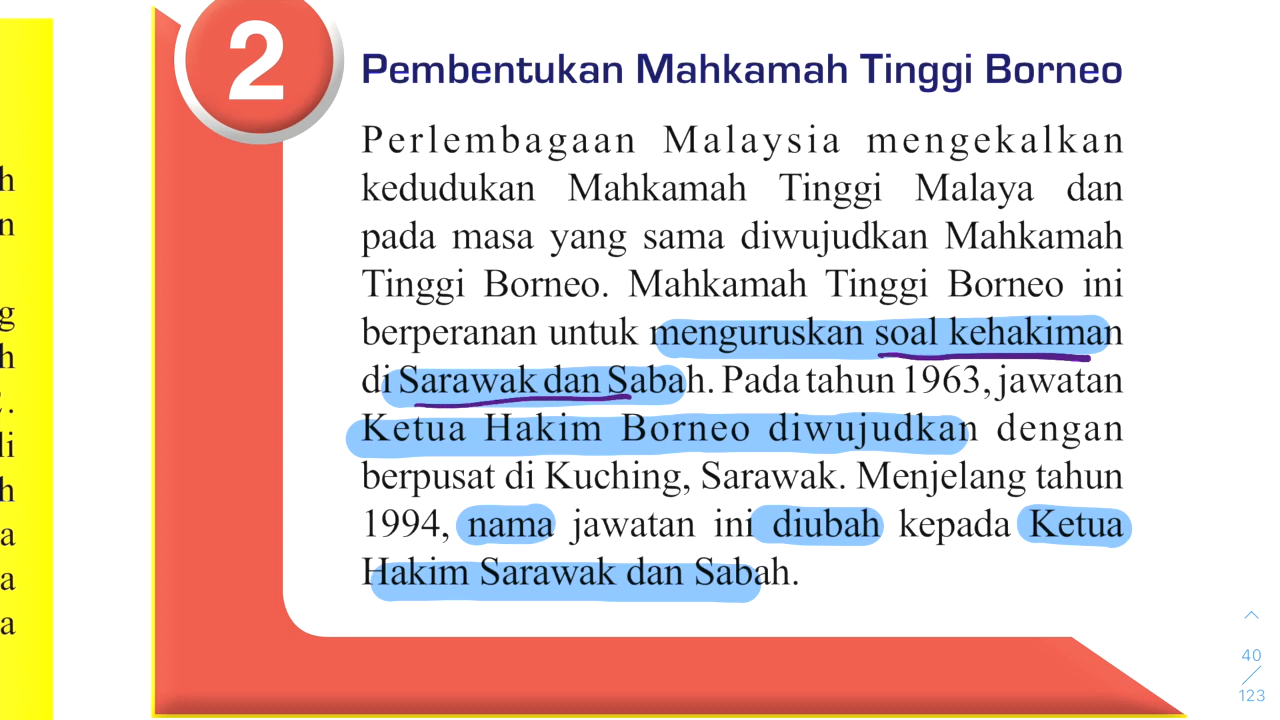 2
Pembentukan Mahkamah Tinggi Borneo
Perlembagaan Malaysia mengekalkan
kedudukan Mahkamah Tinggi Malaya dan
pada masa yang sama diwujudkan Mahkamah
Tinggi Borneo. Mahkamah Tinggi Borneo ini
berperanan untuk menguruskan soal kehakiman
di Sarawak dan Sabah. Pada tahun 1963, jawatan
Ketua Hakim Borneo diwujudkan dengan
berpusat di Kuching, Sarawak. Menjelang tahun
1994, nama jawatan ini diubah kepada Ketua
Hakim Sarawak dan Sabah.
40
123